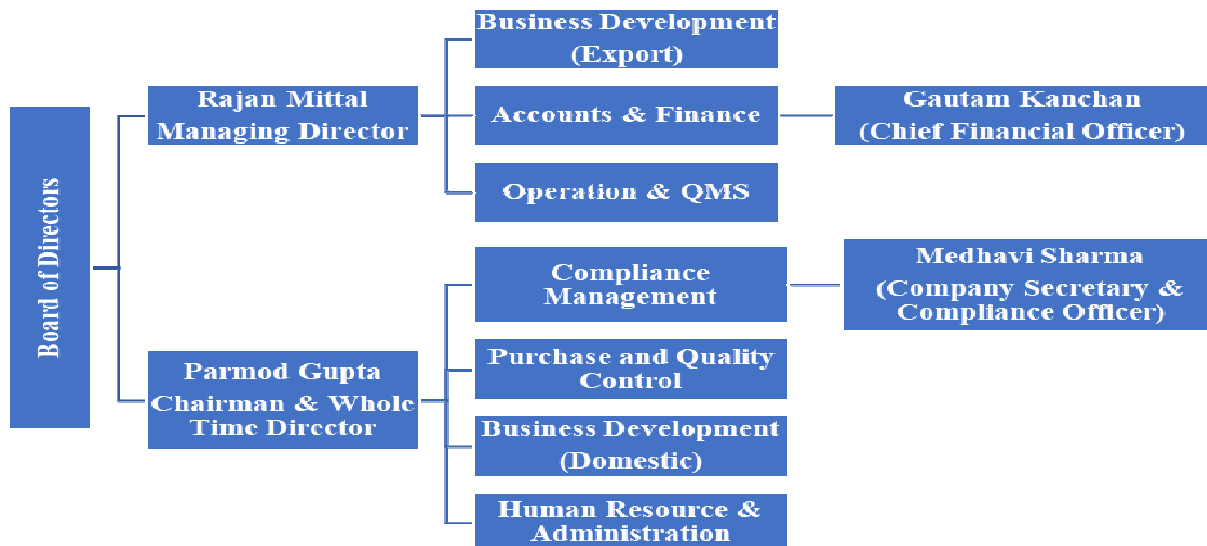 Board of Directors
Rajan Mittal
Managing Director
Business Development
(Export)
Accounts & Finance
Gautam Kanchan
(Chief Financial Officer)
Operation & QMS
Parmod Gupta
Chairman & Whole
Time Director
Compliance
Management
Medhavi Sharma
(Company Secretary &
Compliance Officer)
Purchase and Quality
Control
Business Development
(Domestic)
Human Resource &
Administration